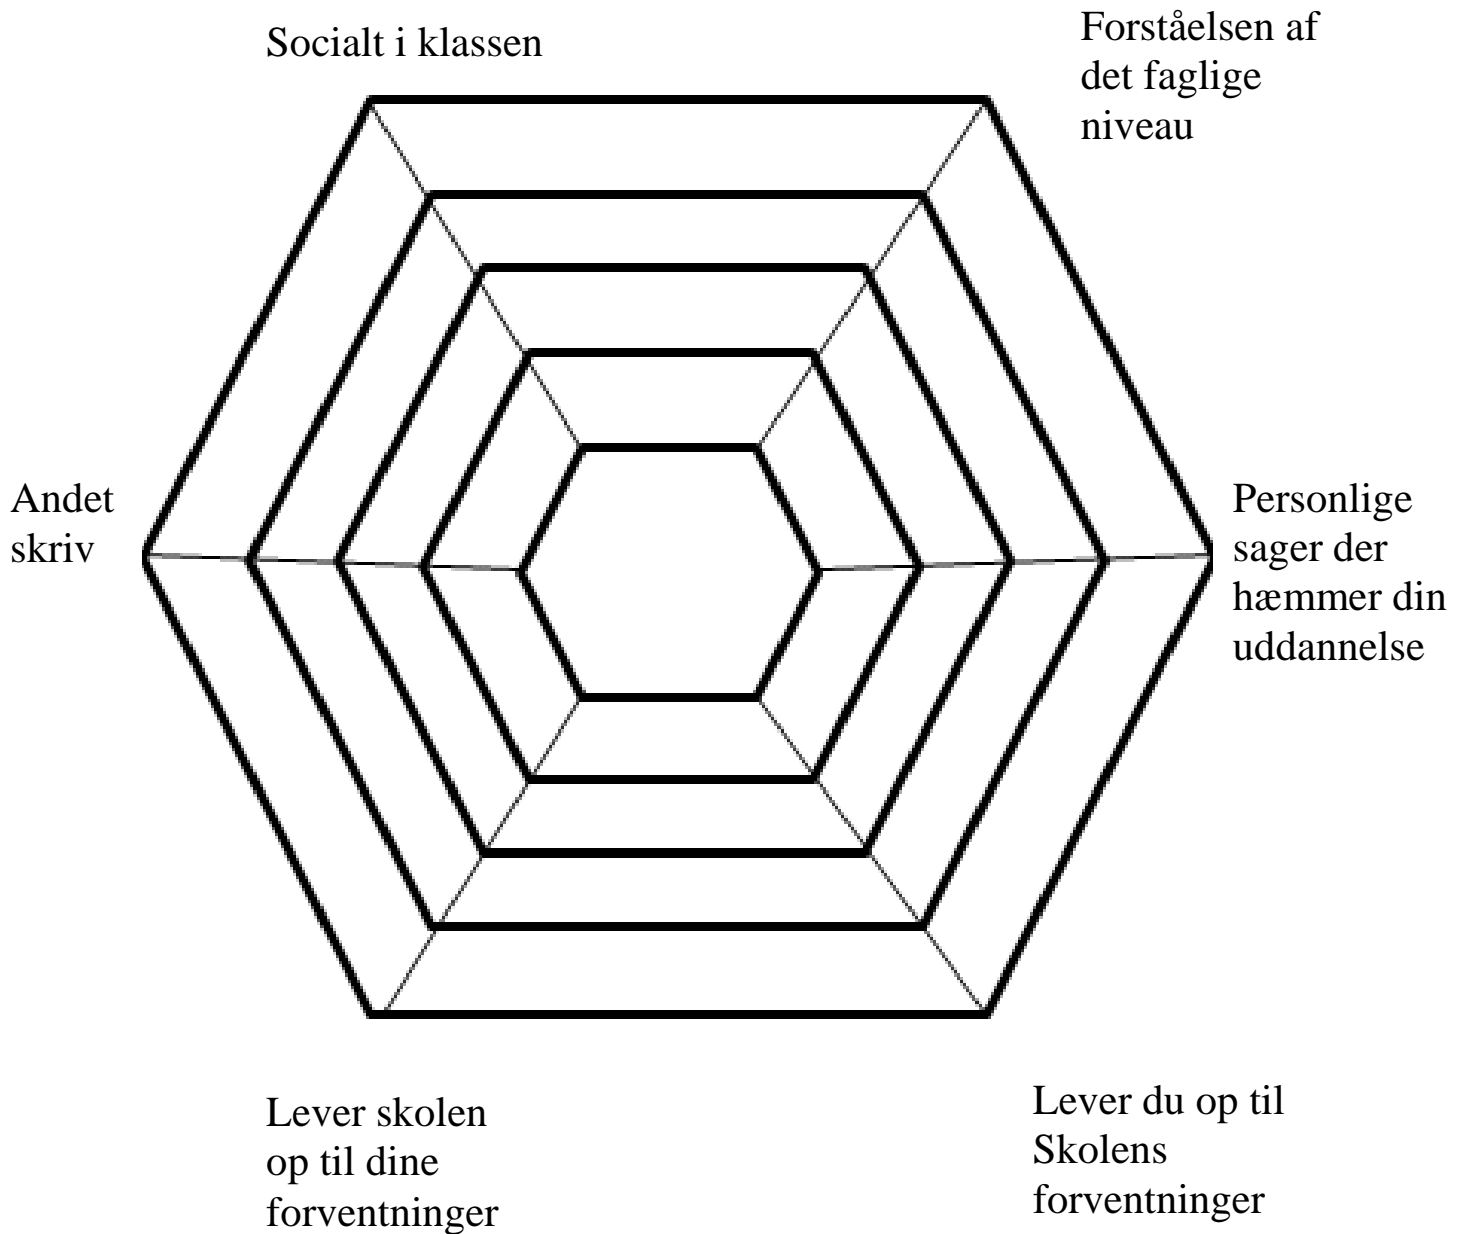 Socialt i klassen
Forståelsen af
det faglige
niveau
Andet
skriv
Personlige
sager der
hæmmer din
uddannelse
Lever skolen
op til dine
forventninger
Lever du op til
Skolens
forventninger